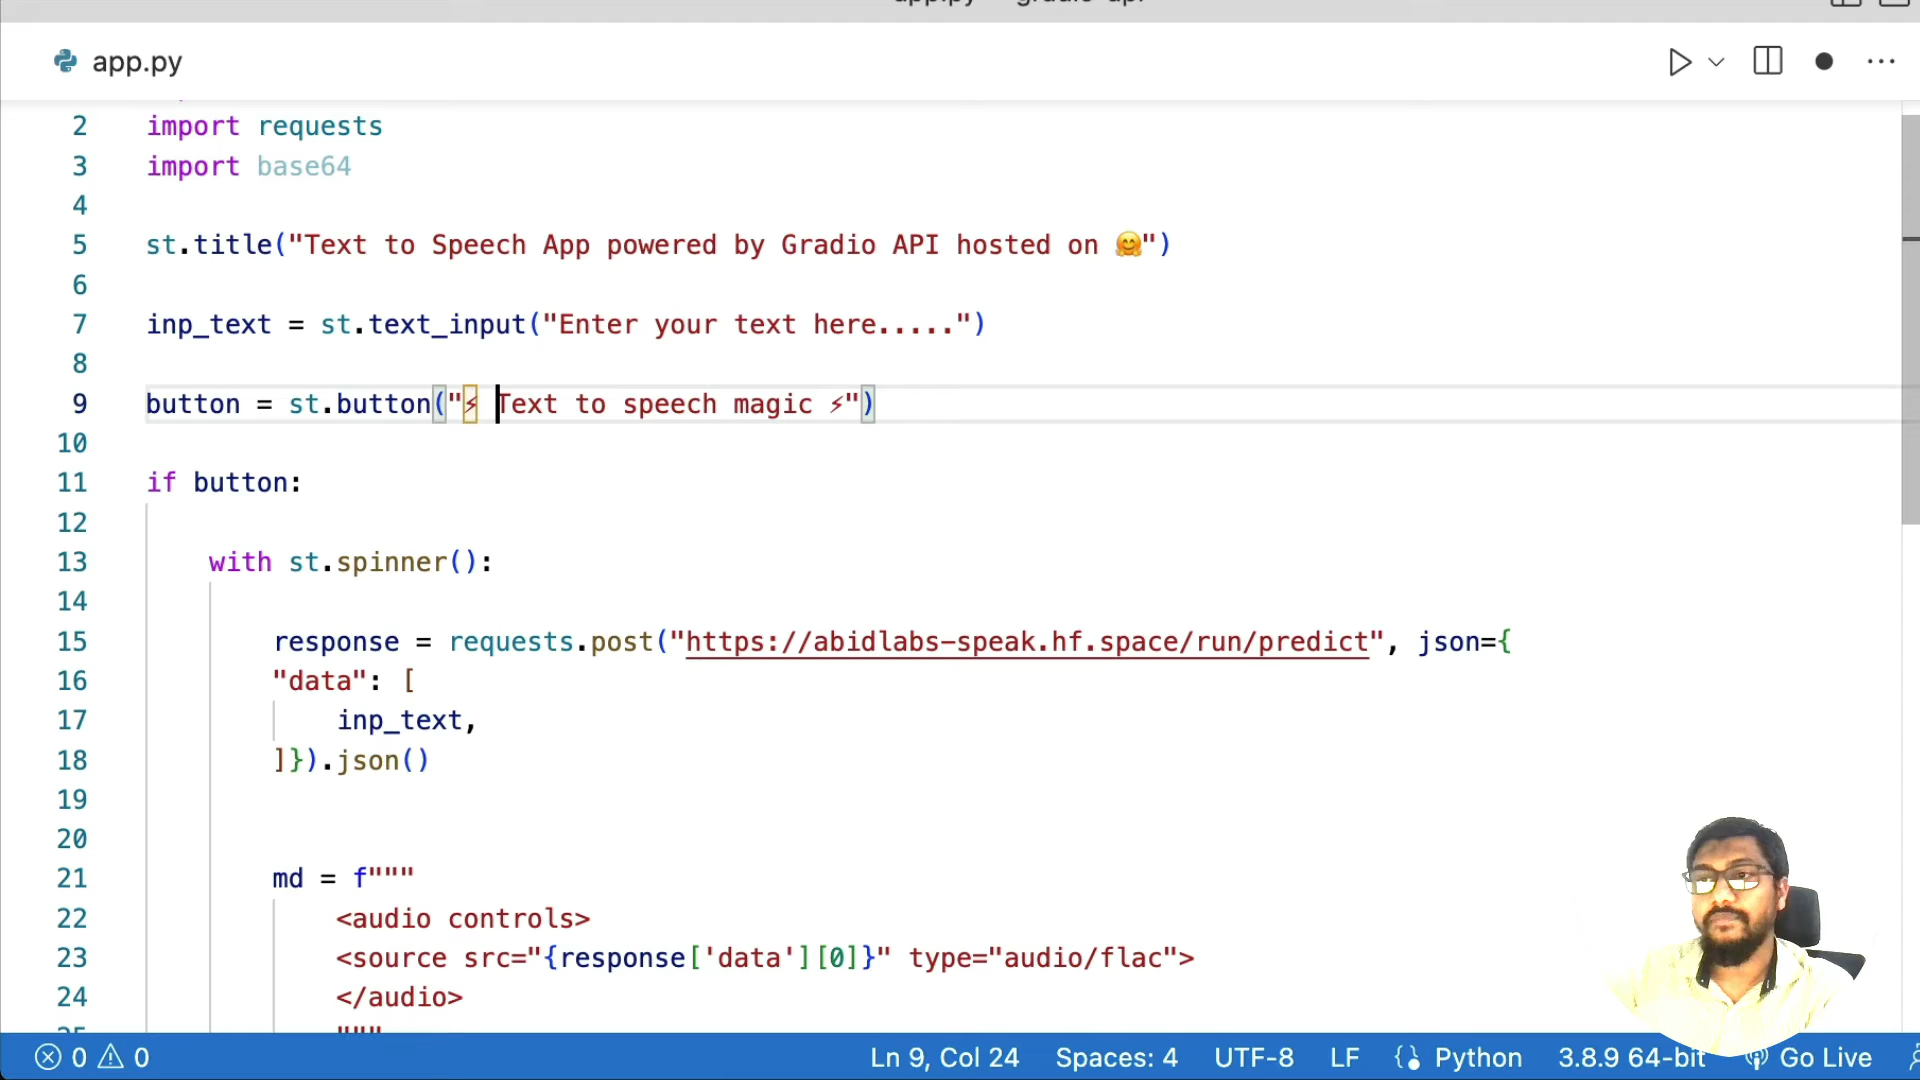 app.py
2 import requests
3 import base64
4
5 st.title("Text to Speech App powered by Gradio API hosted on 🤗")
6
7 inp_text = st.text_input("Enter your text here.....")
8
9 button = st.button("⚡ Text to speech magic ⚡")
10
11 if button:
12
13 with st.spinner():
14
15 response = requests.post("https://abidlabs-speak.hf.space/run/predict", json={
16 "data": [
17 inp_text,
18 ]}).json()
19
20
21 md = f"""
22 <audio controls>
23 <source src="{response['data'][0]}" type="audio/flac">
24 </audio>
0 0 Ln 9, Col 24 Spaces: 4 UTF-8 LF Python 3.8.9 64-bit Go Live